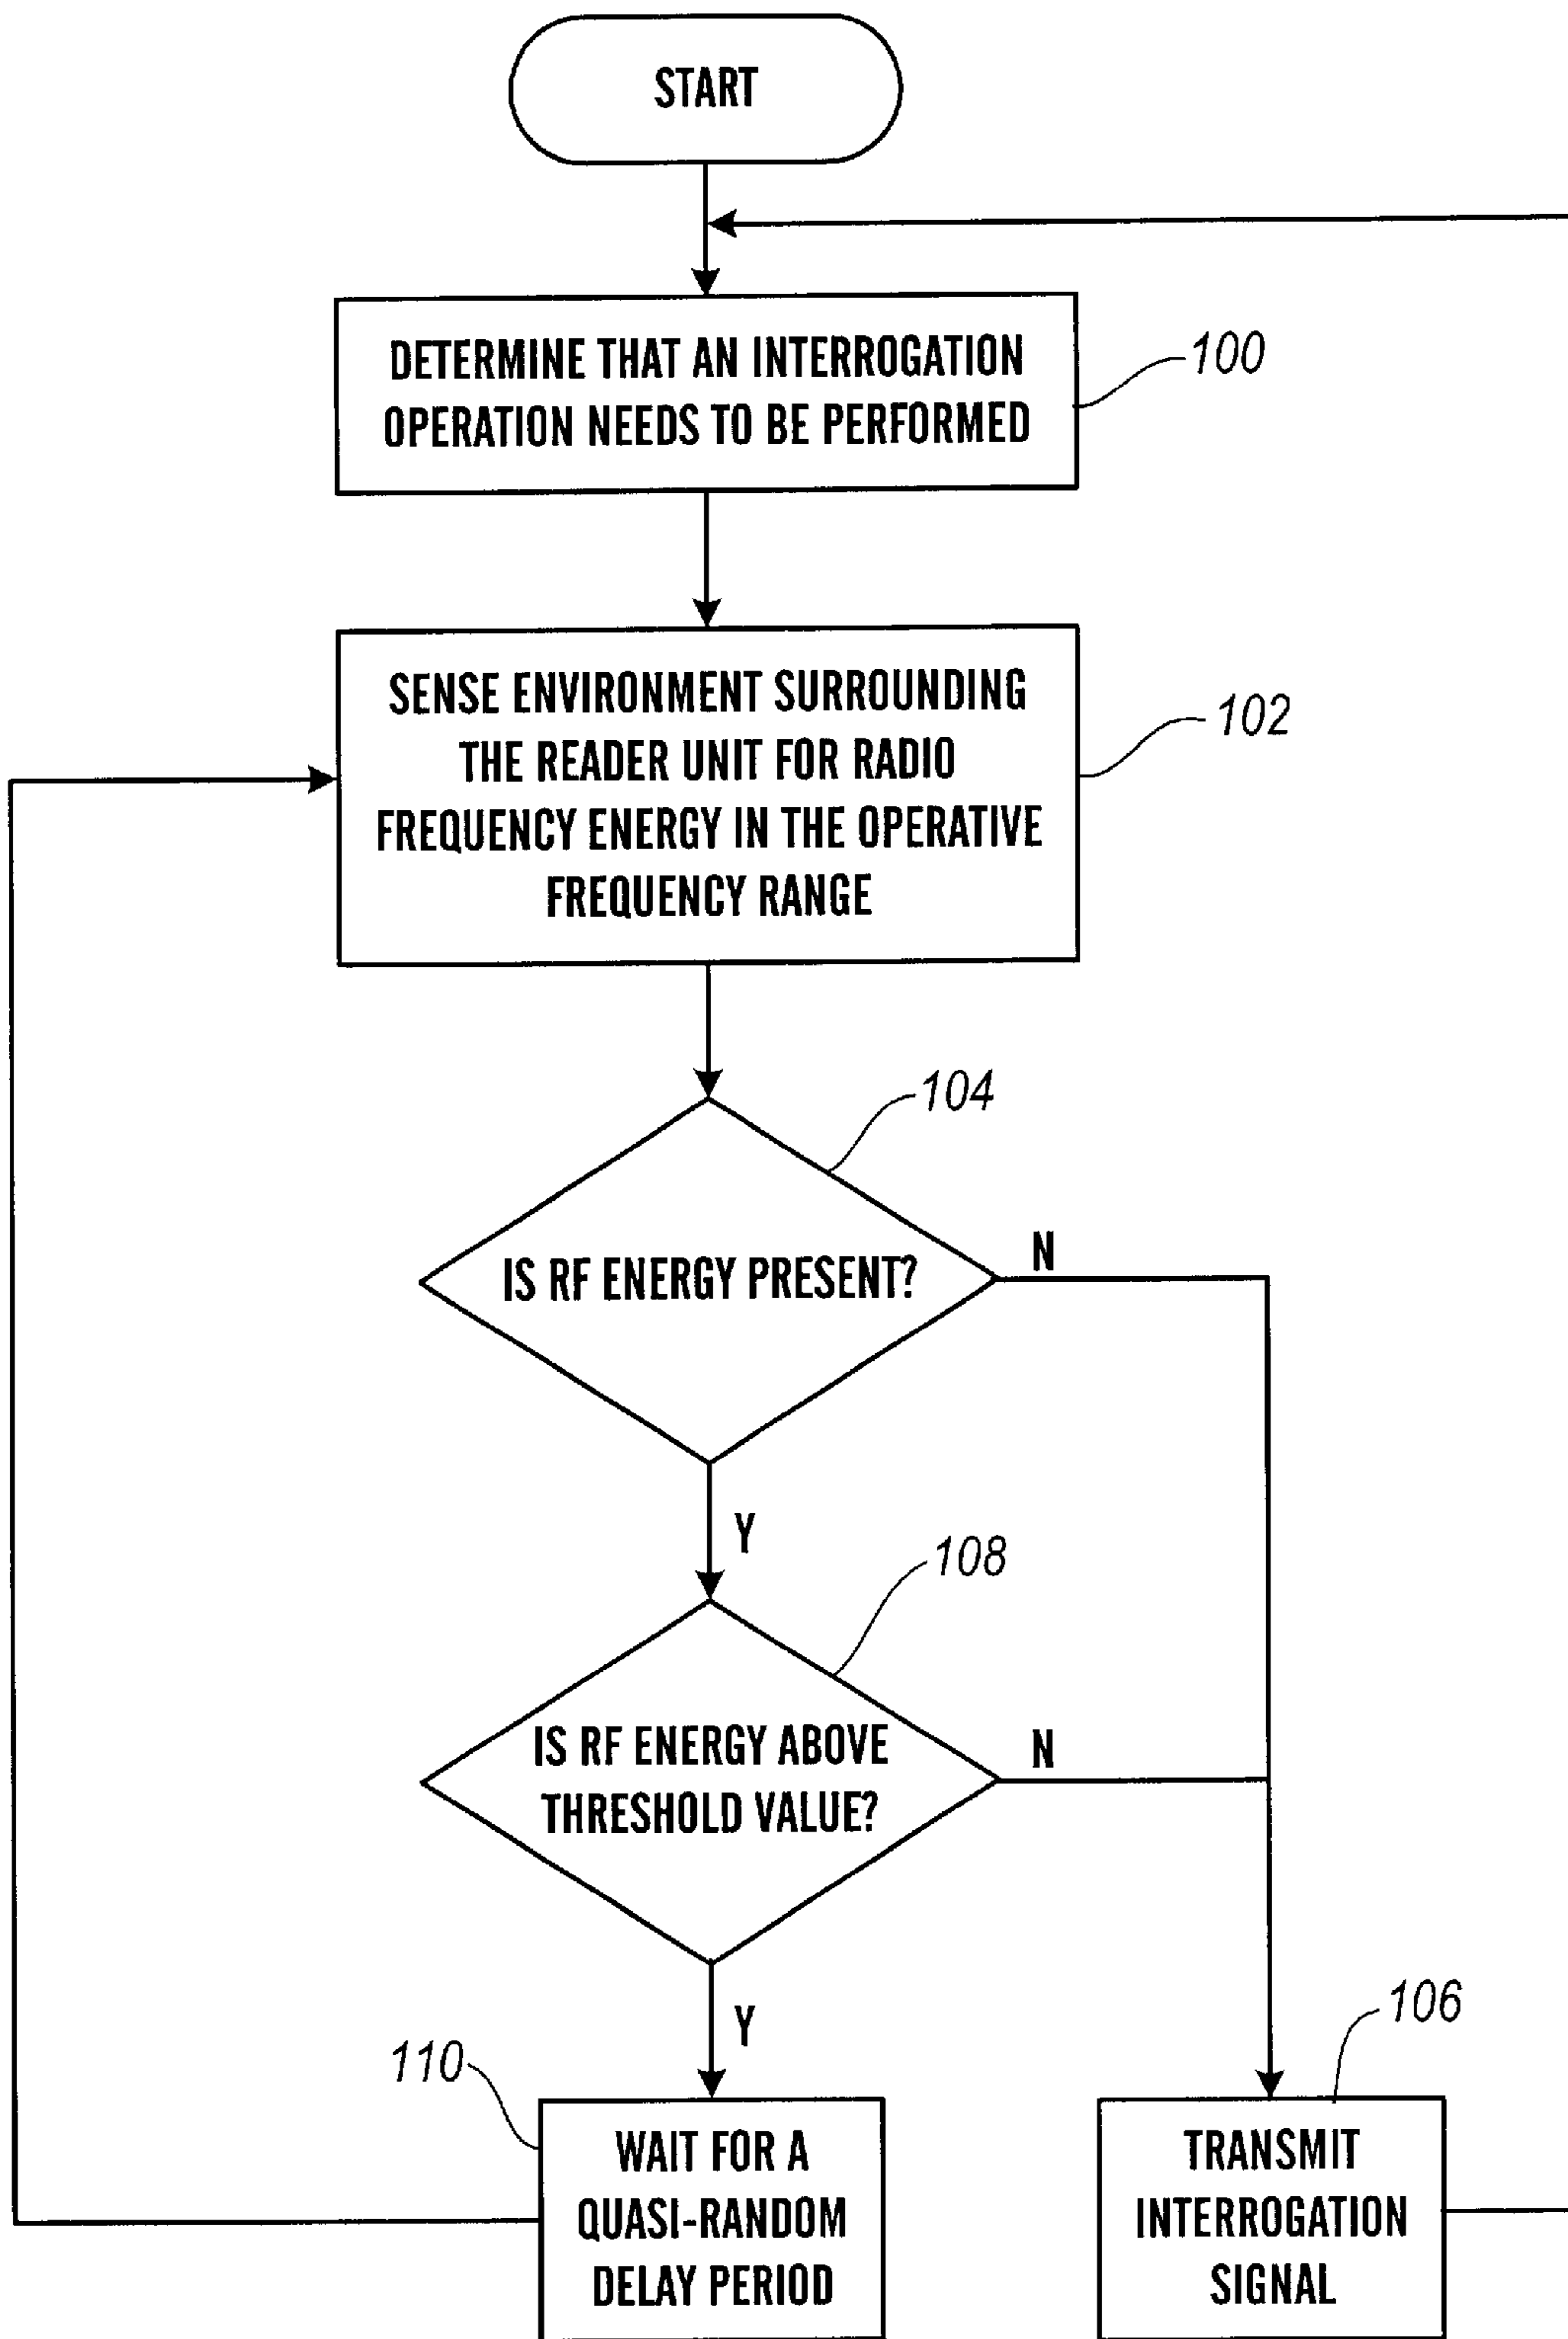 START
DETERMINE THAT AN INTERROGATION
OPERATION NEEDS TO BE PERFORMED
100
SENSE ENVIRONMENT SURROUNDING
THE READER UNIT FOR RADIO
FREQUENCY ENERGY IN THE OPERATIVE
FREQUENCY RANGE
102
104
IS RF ENERGY PRESENT?
N
Y
108
IS RF ENERGY ABOVE
THRESHOLD VALUE?
N
Y
110
WAIT FOR A
QUASI-RANDOM
DELAY PERIOD
106
TRANSMIT
INTERROGATION
SIGNAL